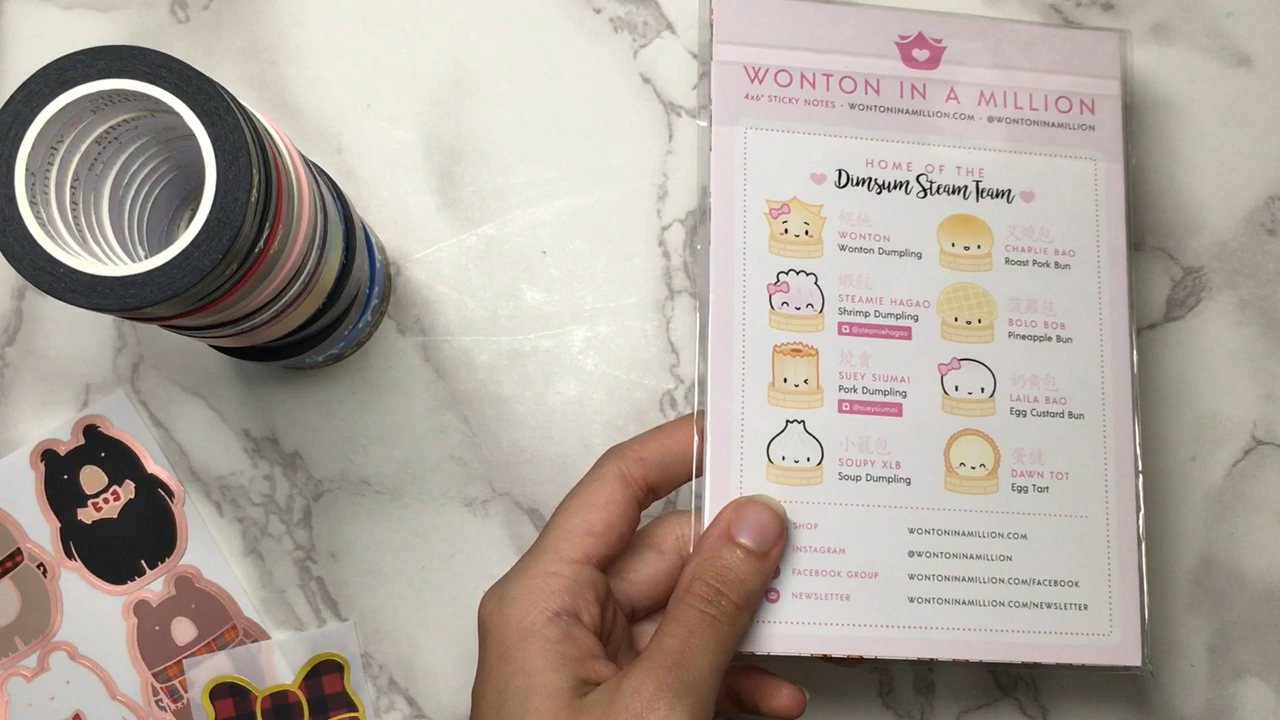 WONTON IN A MILLION
4x6" STICKY NOTES • WONTONINAMILLION.COM • @WONTONINAMILLION
HOME OF THE
Dimsum Steam Team
餛飩
WONTON
Wonton Dumpling
蝦餃
STEAMIE HAGAO
Shrimp Dumpling
@steamiehagao
燒賣
SUEY SIUMAI
Pork Dumpling
@sueysiumai
小籠包
SOUPY XLB
Soup Dumpling
叉燒包
CHARLIE BAO
Roast Pork Bun
菠蘿包
BOLO BOB
Pineapple Bun
奶黃包
LAILA BAO
Egg Custard Bun
蛋撻
DAWN TOT
Egg Tart
SHOP WONTONINAMILLION.COM
INSTAGRAM @WONTONINAMILLION
FACEBOOK GROUP WONTONINAMILLION.COM/FACEBOOK
NEWSLETTER WONTONINAMILLION.COM/NEWSLETTER